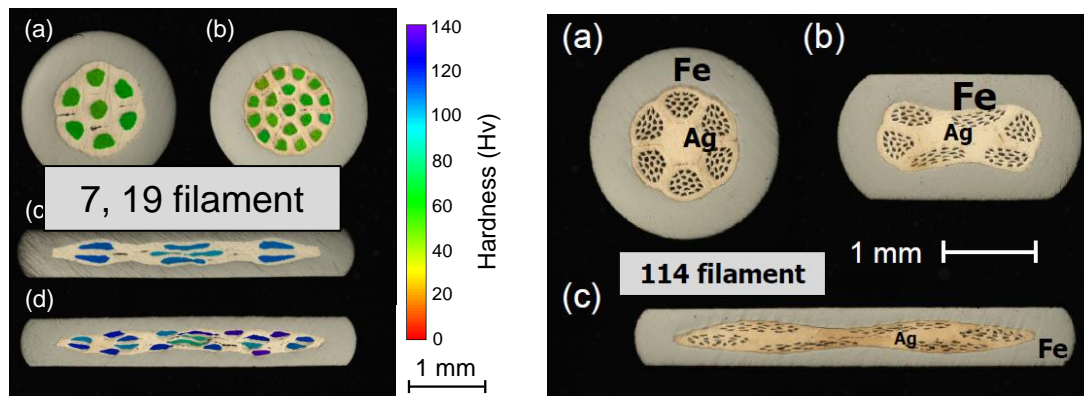 (a)
(b)
7, 19 filament
(c
(d)
140
120
100
80
60
40
20
0
Hardness (Hv)
1 mm
(a)
Fe
Ag
(b)
Fe
Ag
1 mm
114 filament
(c)
Ag
Fe